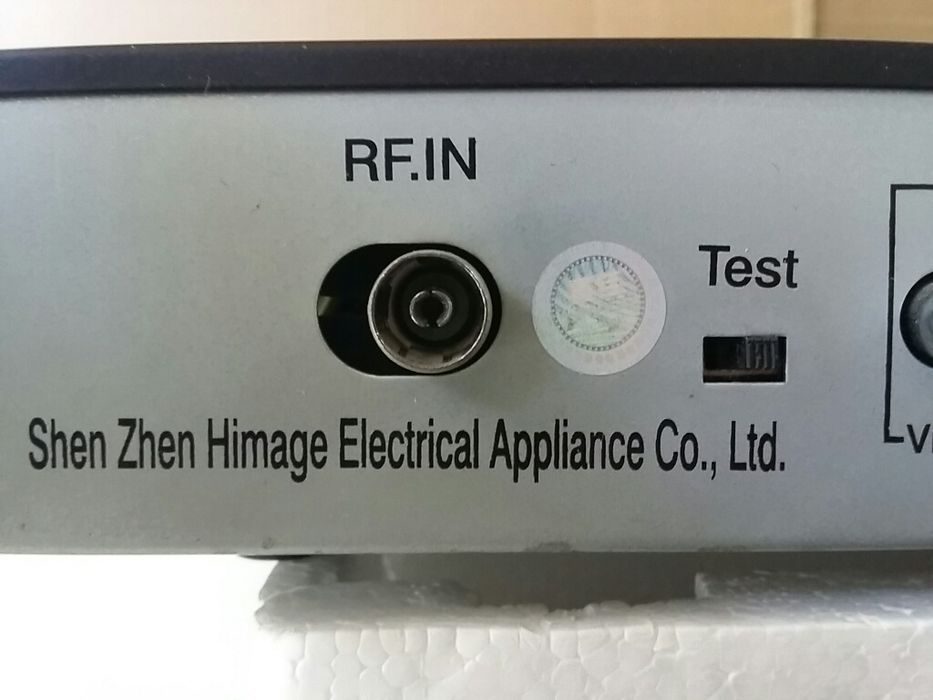 RF.IN
Test
Shen Zhen Himage Electrical Appliance Co., Ltd.